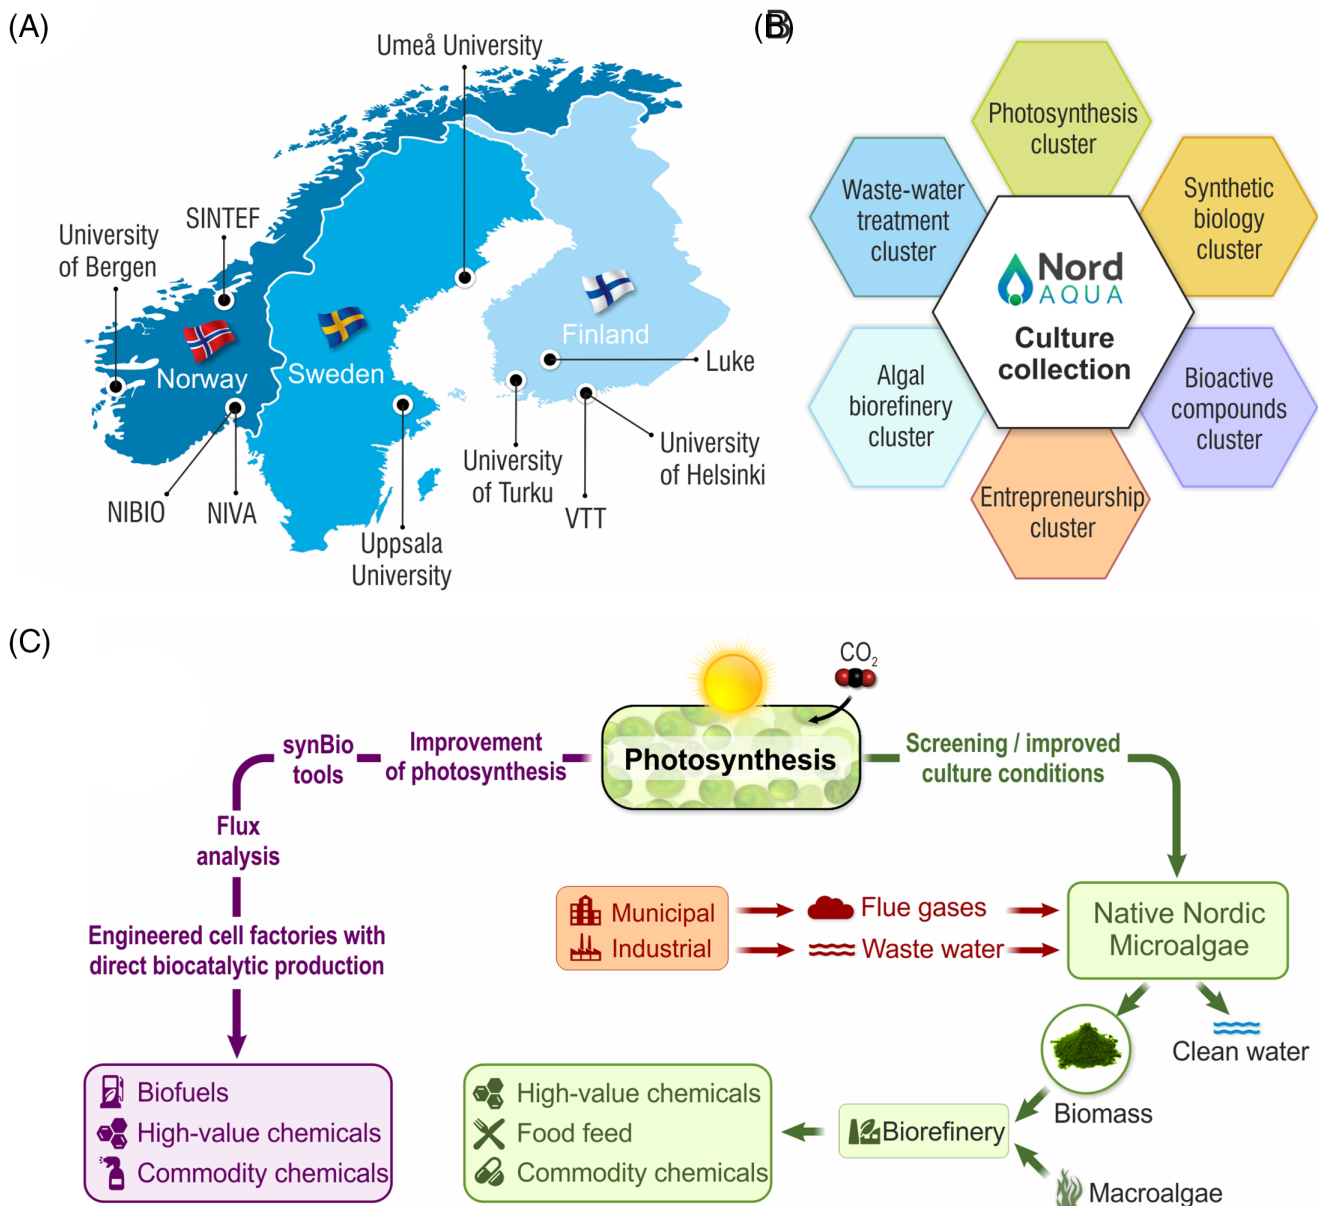 (A)
Umeå University
SINTEF
University
of Bergen
Norway
Sweden
Finland
Luke
NIBIO
NIVA
Uppsala
University
University
of Turku
VTT
University
of Helsinki
(B)
B
Photosynthesis
cluster
Waste-water
treatment
cluster
Synthetic
biology
cluster
Nord
AQUA
Culture
collection
Algal
biorefinery
cluster
Bioactive
compounds
cluster
Entrepreneurship
cluster
(C)
CO2
Photosynthesis
Improvement
of photosynthesis
synBio
tools
Flux
analysis
Engineered cell factories with
direct biocatalytic production
Biofuels
High-value chemicals
Commodity chemicals
Screening / improved
culture conditions
Municipal
Industrial
Flue gases
Waste water
Native Nordic
Microalgae
Clean water
Biomass
Biorefinery
Macroalgae
High-value chemicals
Food feed
Commodity chemicals